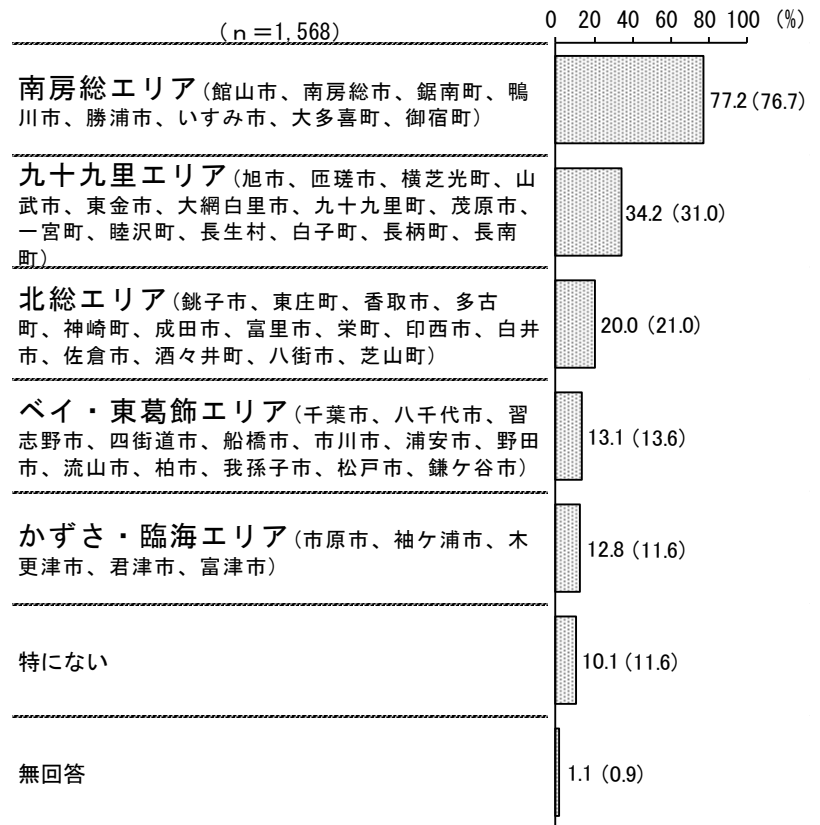 (ｎ=1,568)
0 20 40 60 80 100 (%)
南房総エリア(館山市、南房総市、鋸南町、鴨
川市、勝浦市、いすみ市、大多喜町、御宿町)
77.2 (76.7)
九十九里エリア(旭市、匝瑳市、横芝光町、山
武市、東金市、大網白里市、九十九里町、茂原市、
一宮町、睦沢町、長生村、白子町、長柄町、長南
町)
34.2 (31.0)
北総エリア(銚子市、東庄町、香取市、多古
町、神崎町、成田市、富里市、栄町、印西市、白井
市、佐倉市、酒々井町、八街市、芝山町)
20.0 (21.0)
ベイ・東葛飾エリア(千葉市、八千代市、習
志野市、四街道市、船橋市、市川市、浦安市、野田
市、流山市、柏市、我孫子市、松戸市、鎌ケ谷市)
13.1 (13.6)
かずさ・臨海エリア(市原市、袖ケ浦市、木
更津市、君津市、富津市)
12.8 (11.6)
特にない
10.1 (11.6)
無回答
1.1 (0.9)